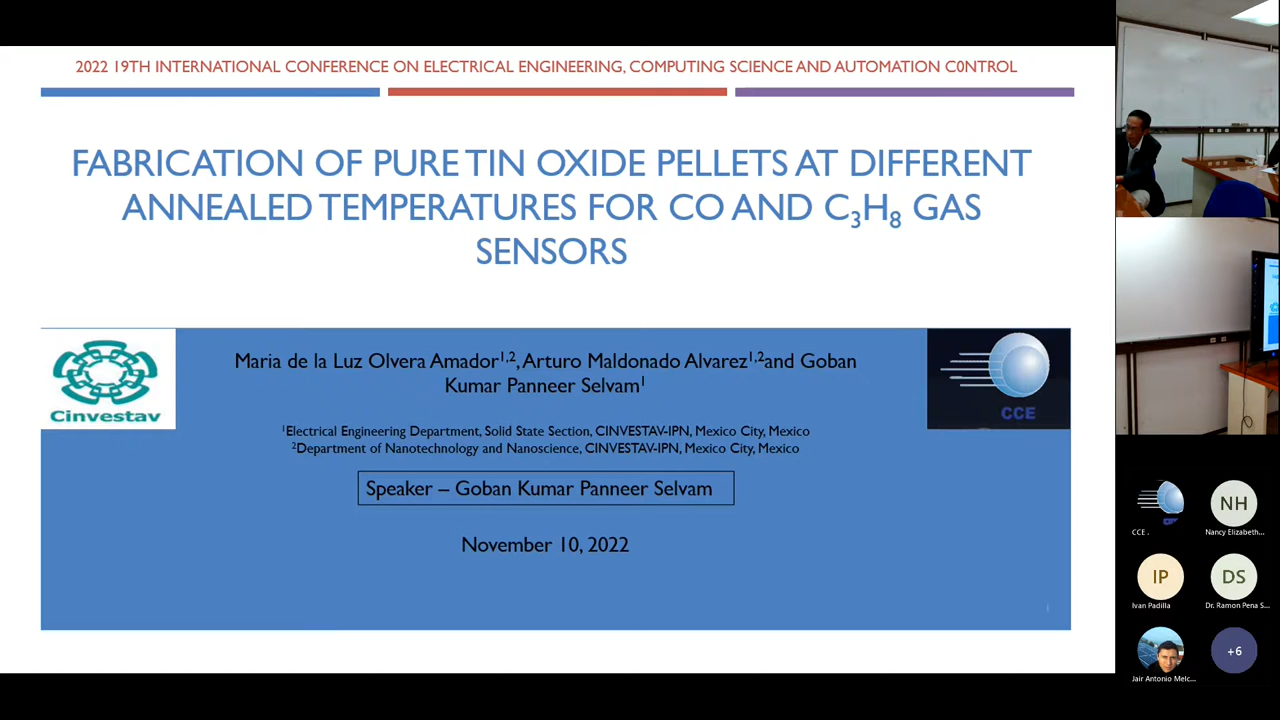 2022 19TH INTERNATIONAL CONFERENCE ON ELECTRICAL ENGINEERING, COMPUTING SCIENCE AND AUTOMATION C0NTROL
FABRICATION OF PURE TIN OXIDE PELLETS AT DIFFERENT
ANNEALED TEMPERATURES FOR CO AND C₃H₈ GAS
SENSORS
Cinvestav
Maria de la Luz Olvera Amador¹,², Arturo Maldonado Alvarez¹,²and Goban
Kumar Panneer Selvam¹
CCE
¹Electrical Engineering Department, Solid State Section, CINVESTAV-IPN, Mexico City, Mexico
²Department of Nanotechnology and Nanoscience, CINVESTAV-IPN, Mexico City, Mexico
Speaker – Goban Kumar Panneer Selvam
November 10, 2022
1
CCE .
NH
Nancy Elizabeth...
IP
Ivan Padilla
DS
Dr. Ramon Pena S...
Jair Antonio Melc...
+6